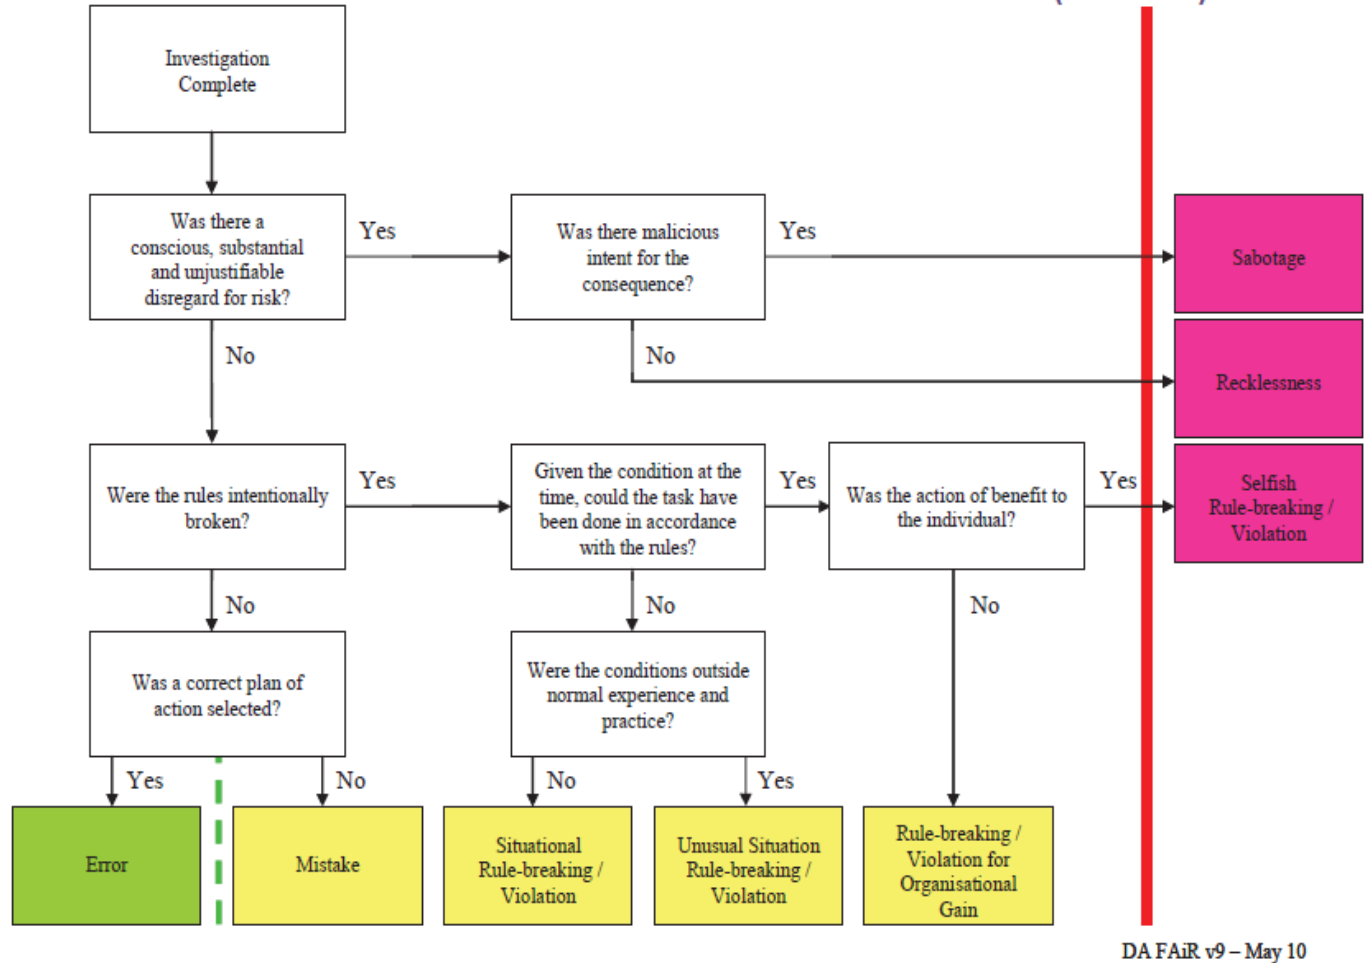 Investigation
Complete
Was there a
conscious, substantial
and unjustifiable
disregard for risk?
Yes
Was there malicious
intent for the
consequence?
Yes
Sabotage
No
No
Recklessness
Were the rules intentionally
broken?
Yes
Given the condition at the
time, could the task have
been done in accordance
with the rules?
Yes
Was the action of benefit to
the individual?
Yes
Selfish
Rule-breaking /
Violation
No
No
No
Was a correct plan of
action selected?
Were the conditions outside
normal experience and
practice?
Yes
No
No
Yes
Error
Mistake
Situational
Rule-breaking /
Violation
Unusual Situation
Rule-breaking /
Violation
Rule-breaking /
Violation for
Organisational
Gain
DA FAiR v9 – May 10